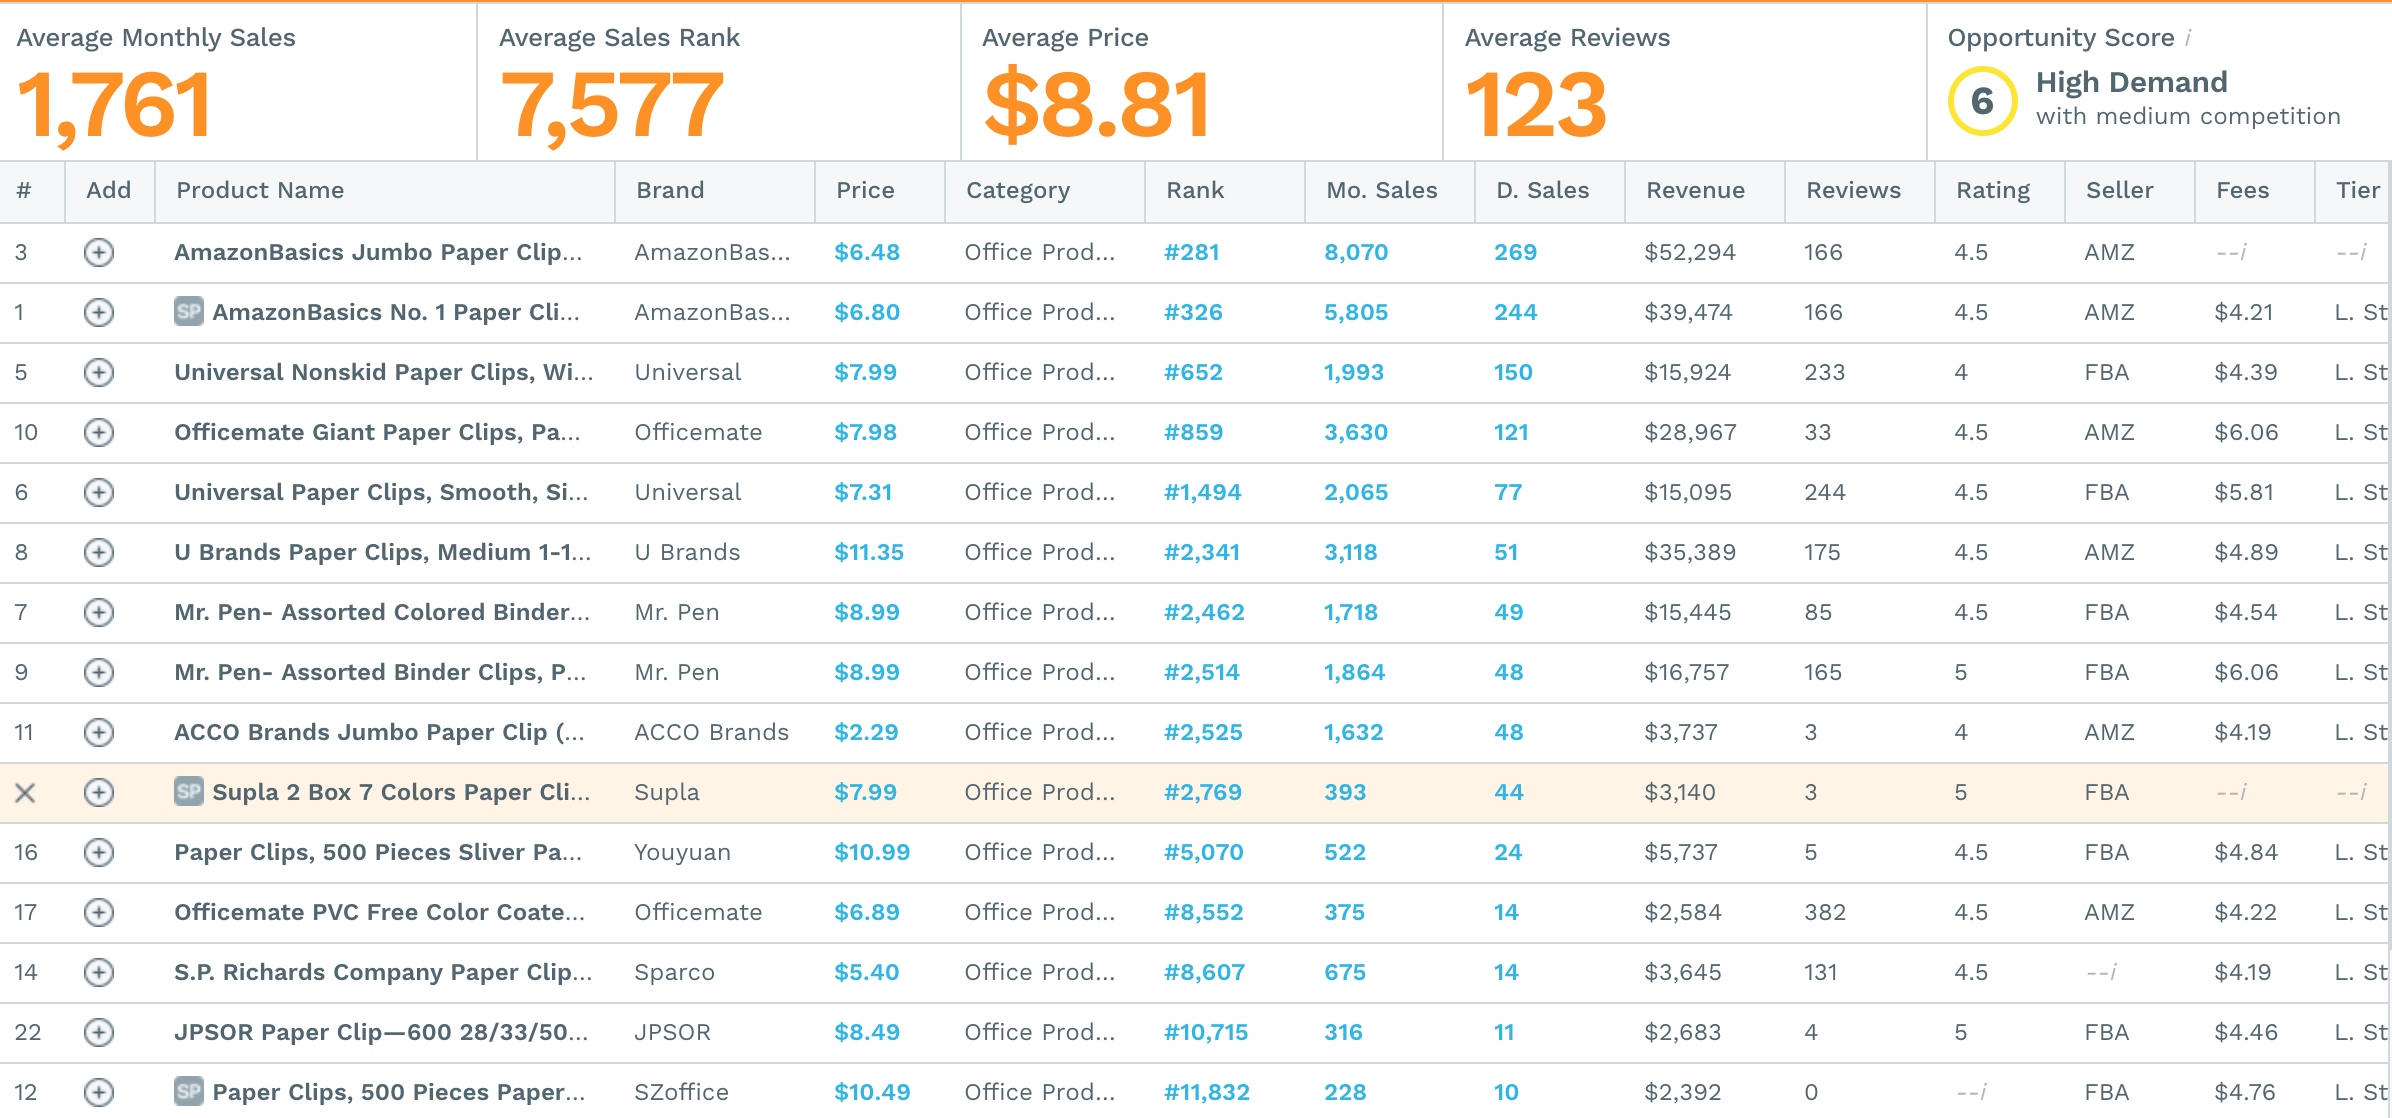 Average Monthly Sales Average Sales Rank Average Price Average Reviews Opportunity Score i
1,761 7,577 $8.81 123 6 High Demand
with medium competition
# Add Product Name Brand Price Category Rank Mo. Sales D. Sales Revenue Reviews Rating Seller Fees Tier
3 AmazonBasics Jumbo Paper Clip... AmazonBas... $6.48 Office Prod... #281 8,070 269 $52,294 166 4.5 AMZ --i --i
1 SP AmazonBasics No. 1 Paper Cli... AmazonBas... $6.80 Office Prod... #326 5,805 244 $39,474 166 4.5 AMZ $4.21 L. St
5 Universal Nonskid Paper Clips, Wi... Universal $7.99 Office Prod... #652 1,993 150 $15,924 233 4 FBA $4.39 L. St
10 Officemate Giant Paper Clips, Pa... Officemate $7.98 Office Prod... #859 3,630 121 $28,967 33 4.5 AMZ $6.06 L. St
6 Universal Paper Clips, Smooth, Si... Universal $7.31 Office Prod... #1,494 2,065 77 $15,095 244 4.5 FBA $5.81 L. St
8 U Brands Paper Clips, Medium 1-1... U Brands $11.35 Office Prod... #2,341 3,118 51 $35,389 175 4.5 AMZ $4.89 L. St
7 Mr. Pen- Assorted Colored Binder... Mr. Pen $8.99 Office Prod... #2,462 1,718 49 $15,445 85 4.5 FBA $4.54 L. St
9 Mr. Pen- Assorted Binder Clips, P... Mr. Pen $8.99 Office Prod... #2,514 1,864 48 $16,757 165 5 FBA $6.06 L. St
11 ACCO Brands Jumbo Paper Clip (... ACCO Brands $2.29 Office Prod... #2,525 1,632 48 $3,737 3 4 AMZ $4.19 L. St
SP Supla 2 Box 7 Colors Paper Cli... Supla $7.99 Office Prod... #2,769 393 44 $3,140 3 5 FBA --i --i
16 Paper Clips, 500 Pieces Sliver Pa... Youyuan $10.99 Office Prod... #5,070 522 24 $5,737 5 4.5 FBA $4.84 L. St
17 Officemate PVC Free Color Coate... Officemate $6.89 Office Prod... #8,552 375 14 $2,584 382 4.5 AMZ $4.22 L. St
14 S.P. Richards Company Paper Clip... Sparco $5.40 Office Prod... #8,607 675 14 $3,645 131 4.5 --i $4.19 L. St
22 JPSOR Paper Clip—600 28/33/50... JPSOR $8.49 Office Prod... #10,715 316 11 $2,683 4 5 FBA $4.46 L. St
12 SP Paper Clips, 500 Pieces Paper... SZoffice $10.49 Office Prod... #11,832 228 10 $2,392 0 --i FBA $4.76 L. St